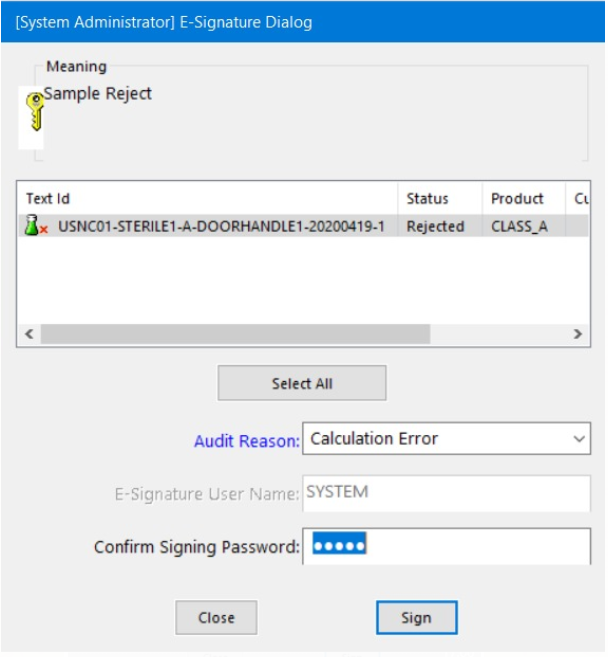 [System Administrator] E-Signature Dialog
Meaning
Sample Reject
Text Id Status Product Cu
USNC01-STERILE1-A-DOORHANDLE1-20200419-1 Rejected CLASS_A
Select All
Audit Reason: Calculation Error
E-Signature User Name: SYSTEM
Confirm Signing Password: •••••
Close Sign